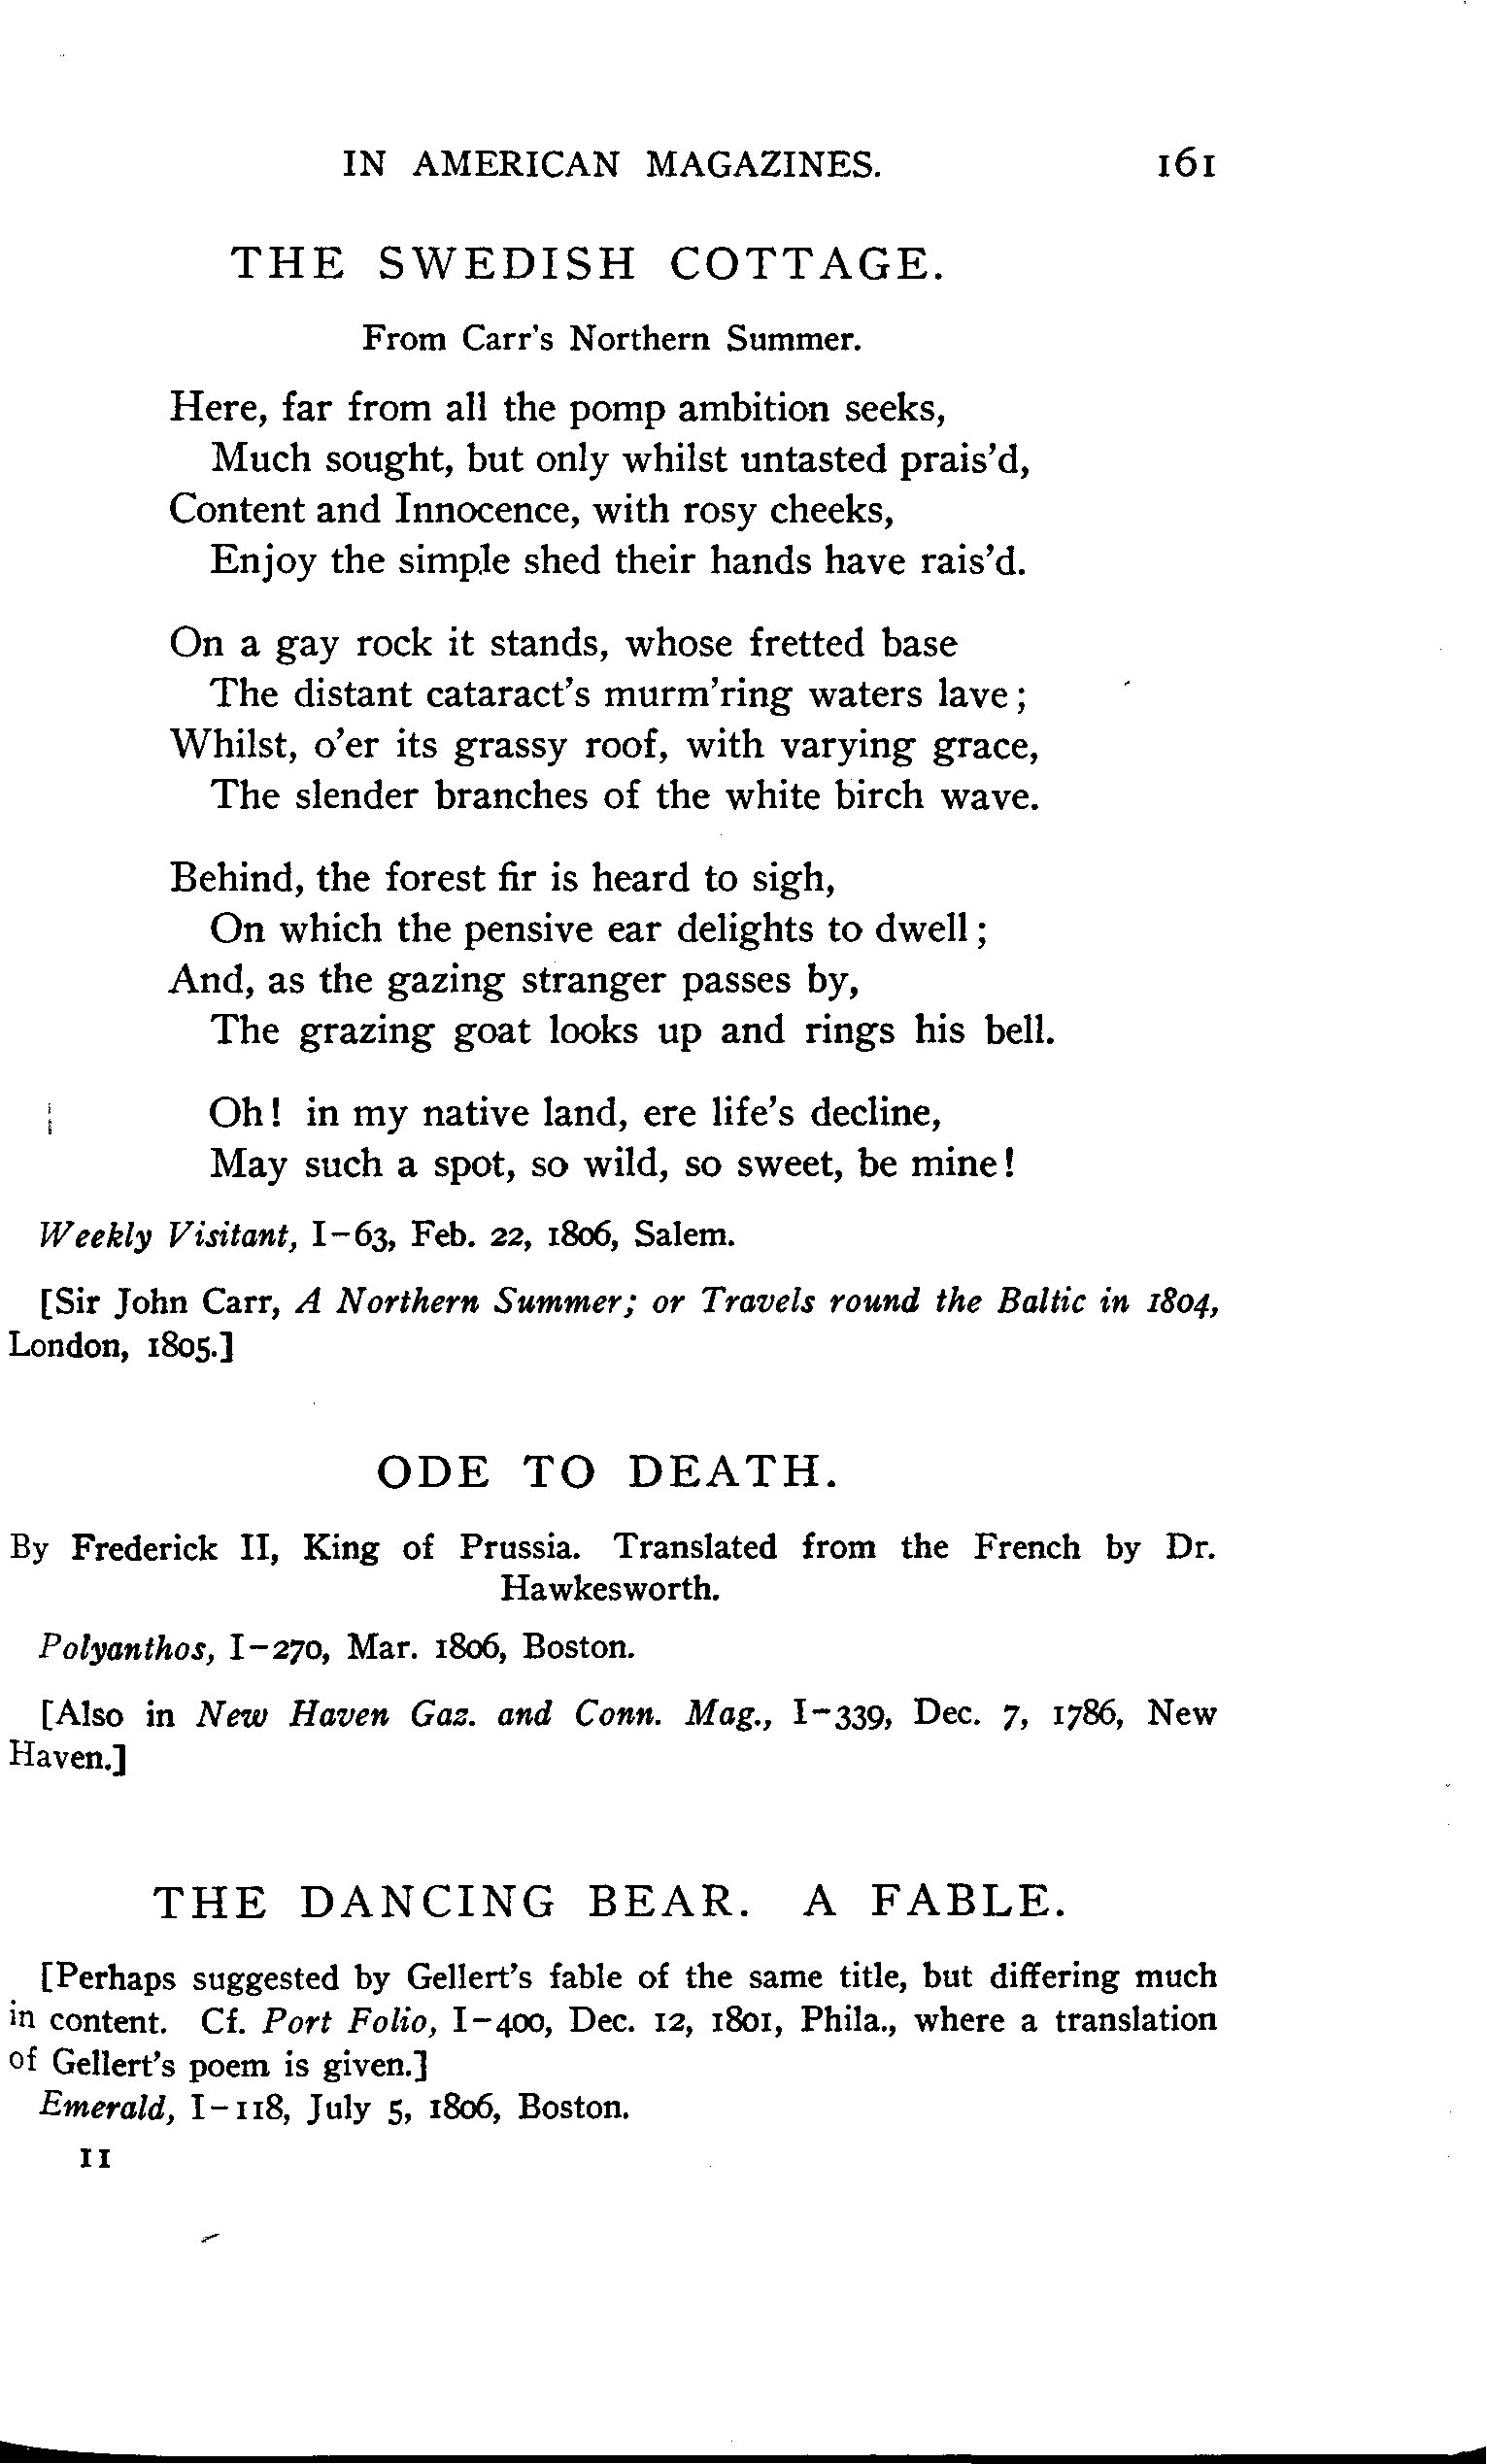 IN AMERICAN MAGAZINES. 161
THE SWEDISH COTTAGE.
From Carr's Northern Summer.
Here, far from all the pomp ambition seeks,
Much sought, but only whilst untasted prais'd,
Content and Innocence, with rosy cheeks,
Enjoy the simple shed their hands have rais'd.
On a gay rock it stands, whose fretted base
The distant cataract's murm'ring waters lave;
Whilst, o'er its grassy roof, with varying grace,
The slender branches of the white birch wave.
Behind, the forest fir is heard to sigh,
On which the pensive ear delights to dwell;
And, as the gazing stranger passes by,
The grazing goat looks up and rings his bell.
Oh! in my native land, ere life's decline,
May such a spot, so wild, so sweet, be mine!
Weekly Visitant, I-63, Feb. 22, 1806, Salem.
[Sir John Carr, A Northern Summer; or Travels round the Baltic in 1804,
London, 1805.]
ODE TO DEATH.
By Frederick II, King of Prussia. Translated from the French by Dr.
Hawkesworth.
Polyanthos, I-270, Mar. 1806, Boston.
[Also in New Haven Gaz. and Conn. Mag., I-339, Dec. 7, 1786, New
Haven.]
THE DANCING BEAR. A FABLE.
[Perhaps suggested by Gellert's fable of the same title, but differing much
in content. Cf. Port Folio, I-400, Dec. 12, 1801, Phila., where a translation
of Gellert's poem is given.]
Emerald, I-118, July 5, 1806, Boston.
11